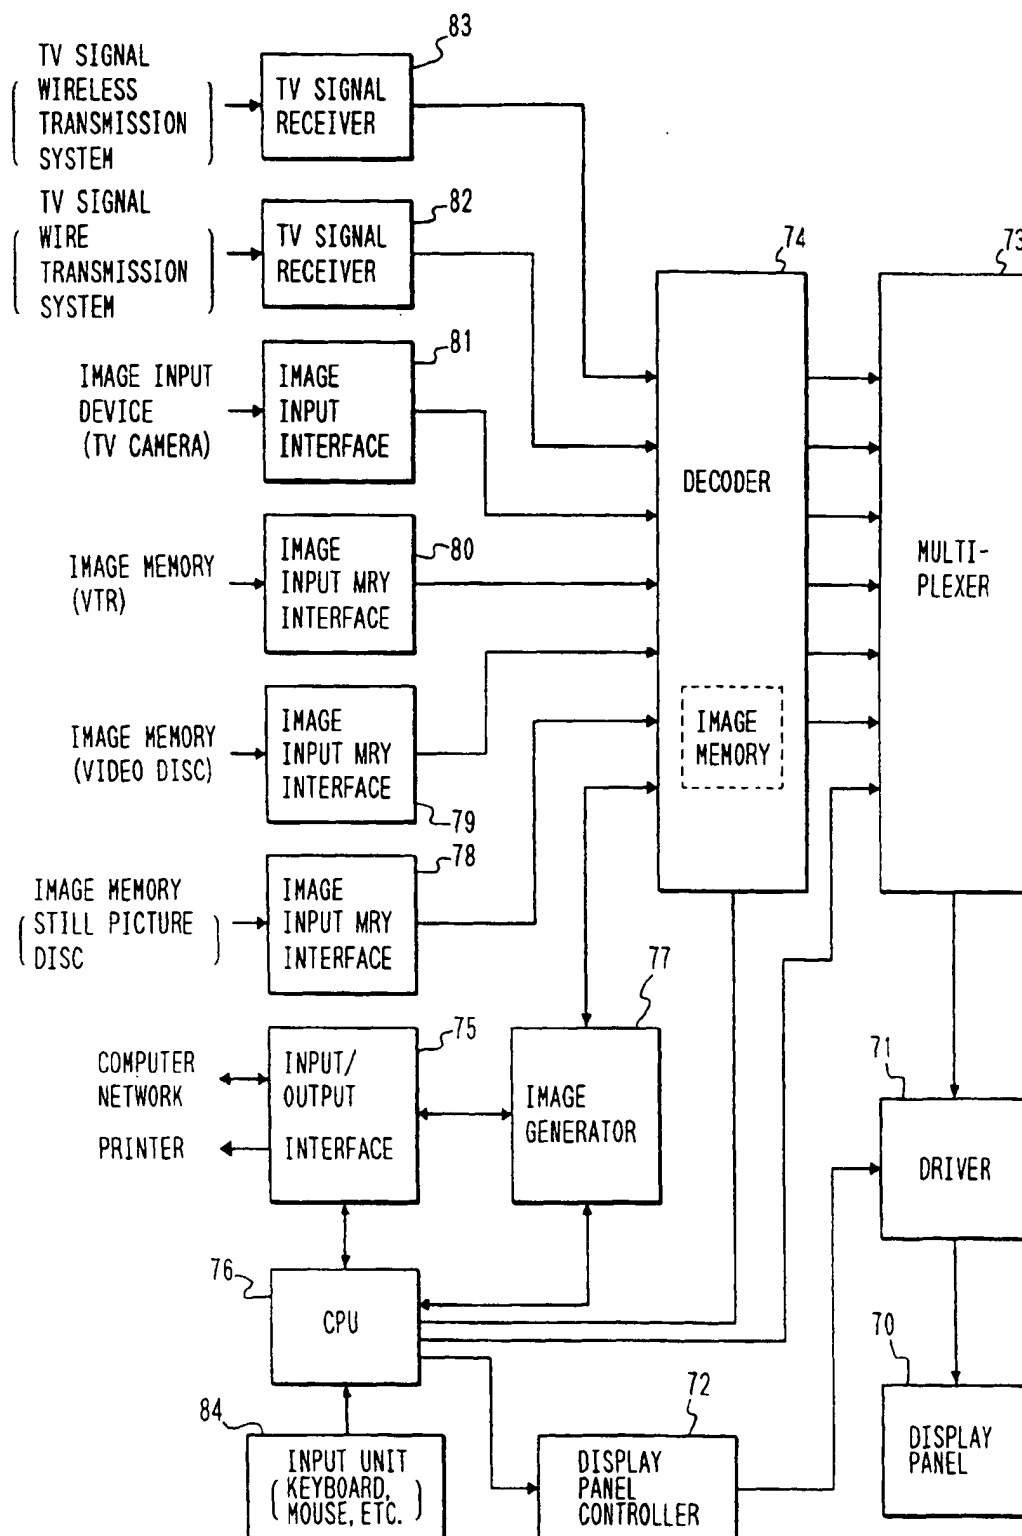 83
TV SIGNAL
WIRELESS
TRANSMISSION
SYSTEM
TV SIGNAL
RECEIVER
82
TV SIGNAL
WIRE
TRANSMISSION
SYSTEM
TV SIGNAL
RECEIVER
74
73
81
IMAGE INPUT
DEVICE
(TV CAMERA)
IMAGE
INPUT
INTERFACE
DECODER
MULTI-
PLEXER
80
IMAGE MEMORY
(VTR)
IMAGE
INPUT MRY
INTERFACE
IMAGE MEMORY
(VIDEO DISC)
IMAGE
INPUT MRY
INTERFACE
79
IMAGE
MEMORY
78
IMAGE MEMORY
(STILL PICTURE
DISC)
IMAGE
INPUT MRY
INTERFACE
77
75
COMPUTER
NETWORK
PRINTER
INPUT/
OUTPUT
INTERFACE
IMAGE
GENERATOR
71
DRIVER
76
CPU
70
DISPLAY
PANEL
84
INPUT UNIT
(KEYBOARD,
MOUSE, ETC.)
72
DISPLAY
PANEL
CONTROLLER